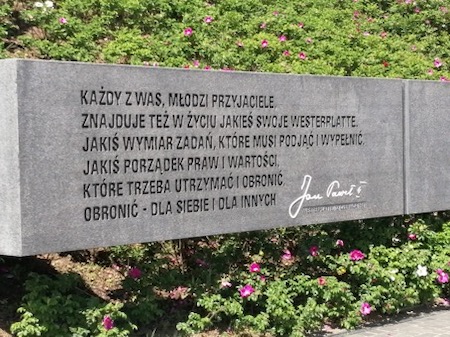 KAŻDY Z WAS, MŁODZI PRZYJACIELE,
ZNAJDUJE TEŻ W ŻYCIU JAKIEŚ SWOJE WESTERPLATTE.
JAKIŚ WYMIAR ZADAŃ, KTÓRE MUSI PODJĄĆ I WYPEŁNIĆ.
JAKIŚ PORZĄDEK PRAW I WARTOŚCI,
KTÓRE TRZEBA UTRZYMAĆ I OBRONIĆ.
OBRONIĆ - DLA SIEBIE I DLA INNYCH
Jan Paweł II